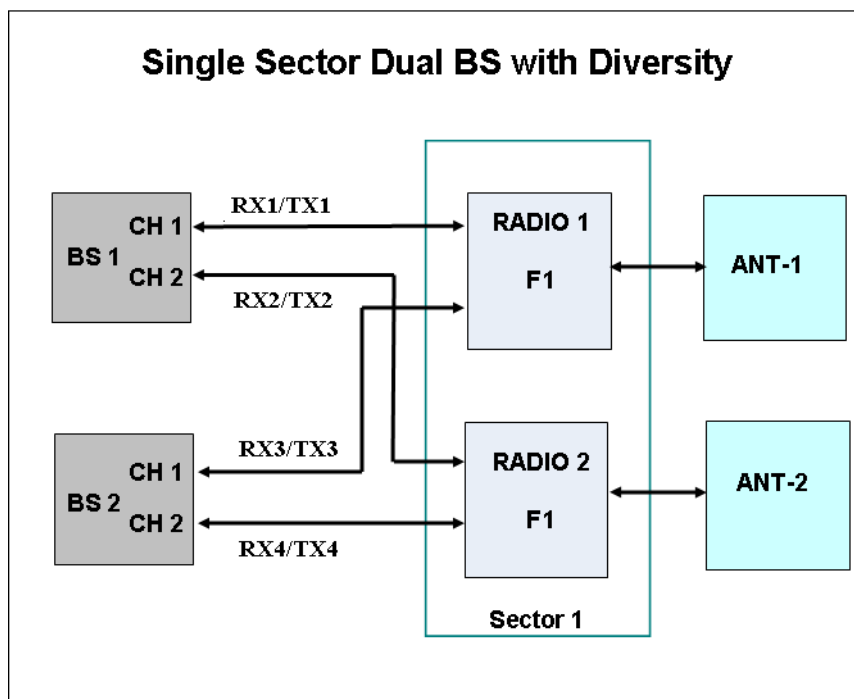 Single Sector Dual BS with Diversity
RX1/TX1
CH 1
BS 1
CH 2
RX2/TX2
RADIO 1
F1
ANT-1
RX3/TX3
CH 1
BS 2
CH 2
RX4/TX4
RADIO 2
F1
ANT-2
Sector 1